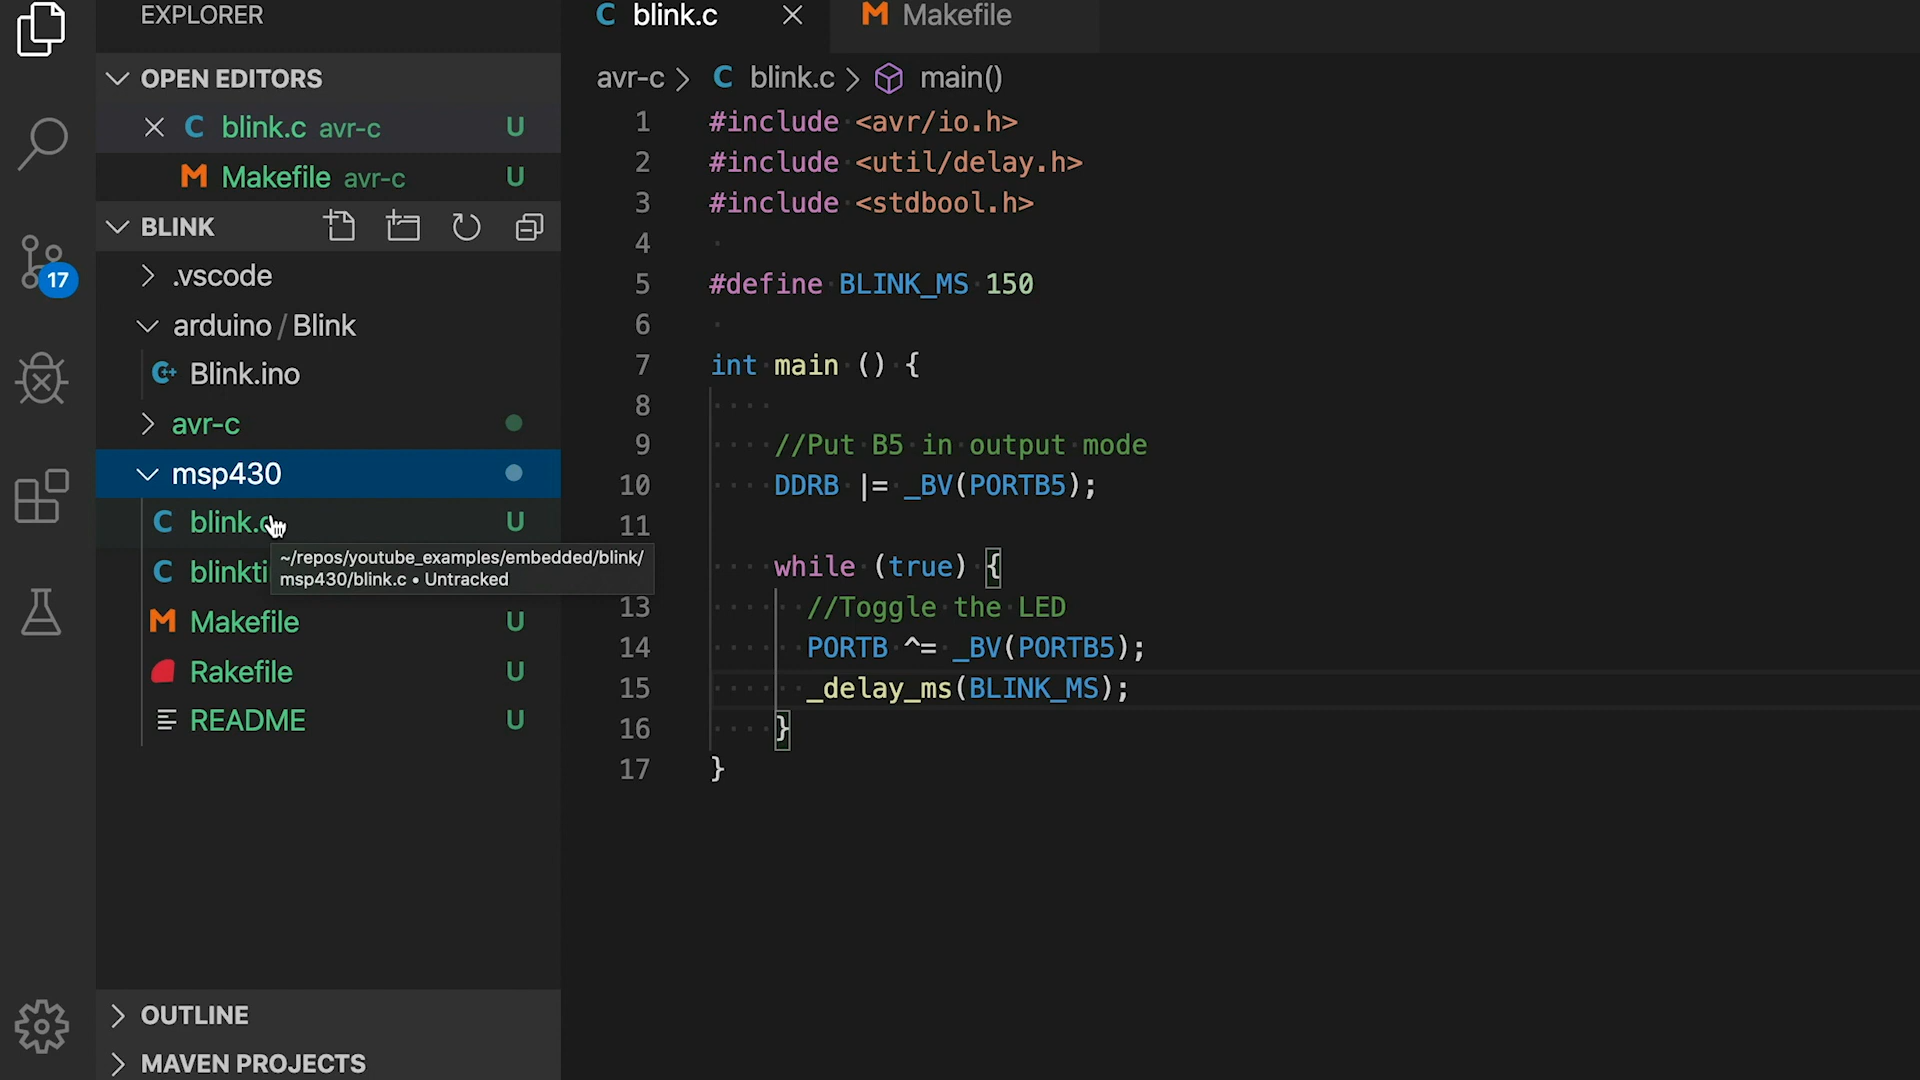 EXPLORER
OPEN EDITORS
C blink.c avr-c U
M Makefile avr-c U
BLINK
.vscode
arduino / Blink
Blink.ino
avr-c
msp430
C blink.c U
C blinkti
~/repos/youtube_examples/embedded/blink/
msp430/blink.c • Untracked
M Makefile U
Rakefile U
README U
OUTLINE
MAVEN PROJECTS
17
C blink.c
M Makefile
avr-c > C blink.c > main()
1 #include <avr/io.h>
2 #include <util/delay.h>
3 #include <stdbool.h>
4
5 #define BLINK_MS 150
6
7 int main () {
8
9 //Put B5 in output mode
10 DDRB |= _BV(PORTB5);
11
while (true) {
13 //Toggle the LED
14 PORTB ^= _BV(PORTB5);
15 _delay_ms(BLINK_MS);
16 }
17 }